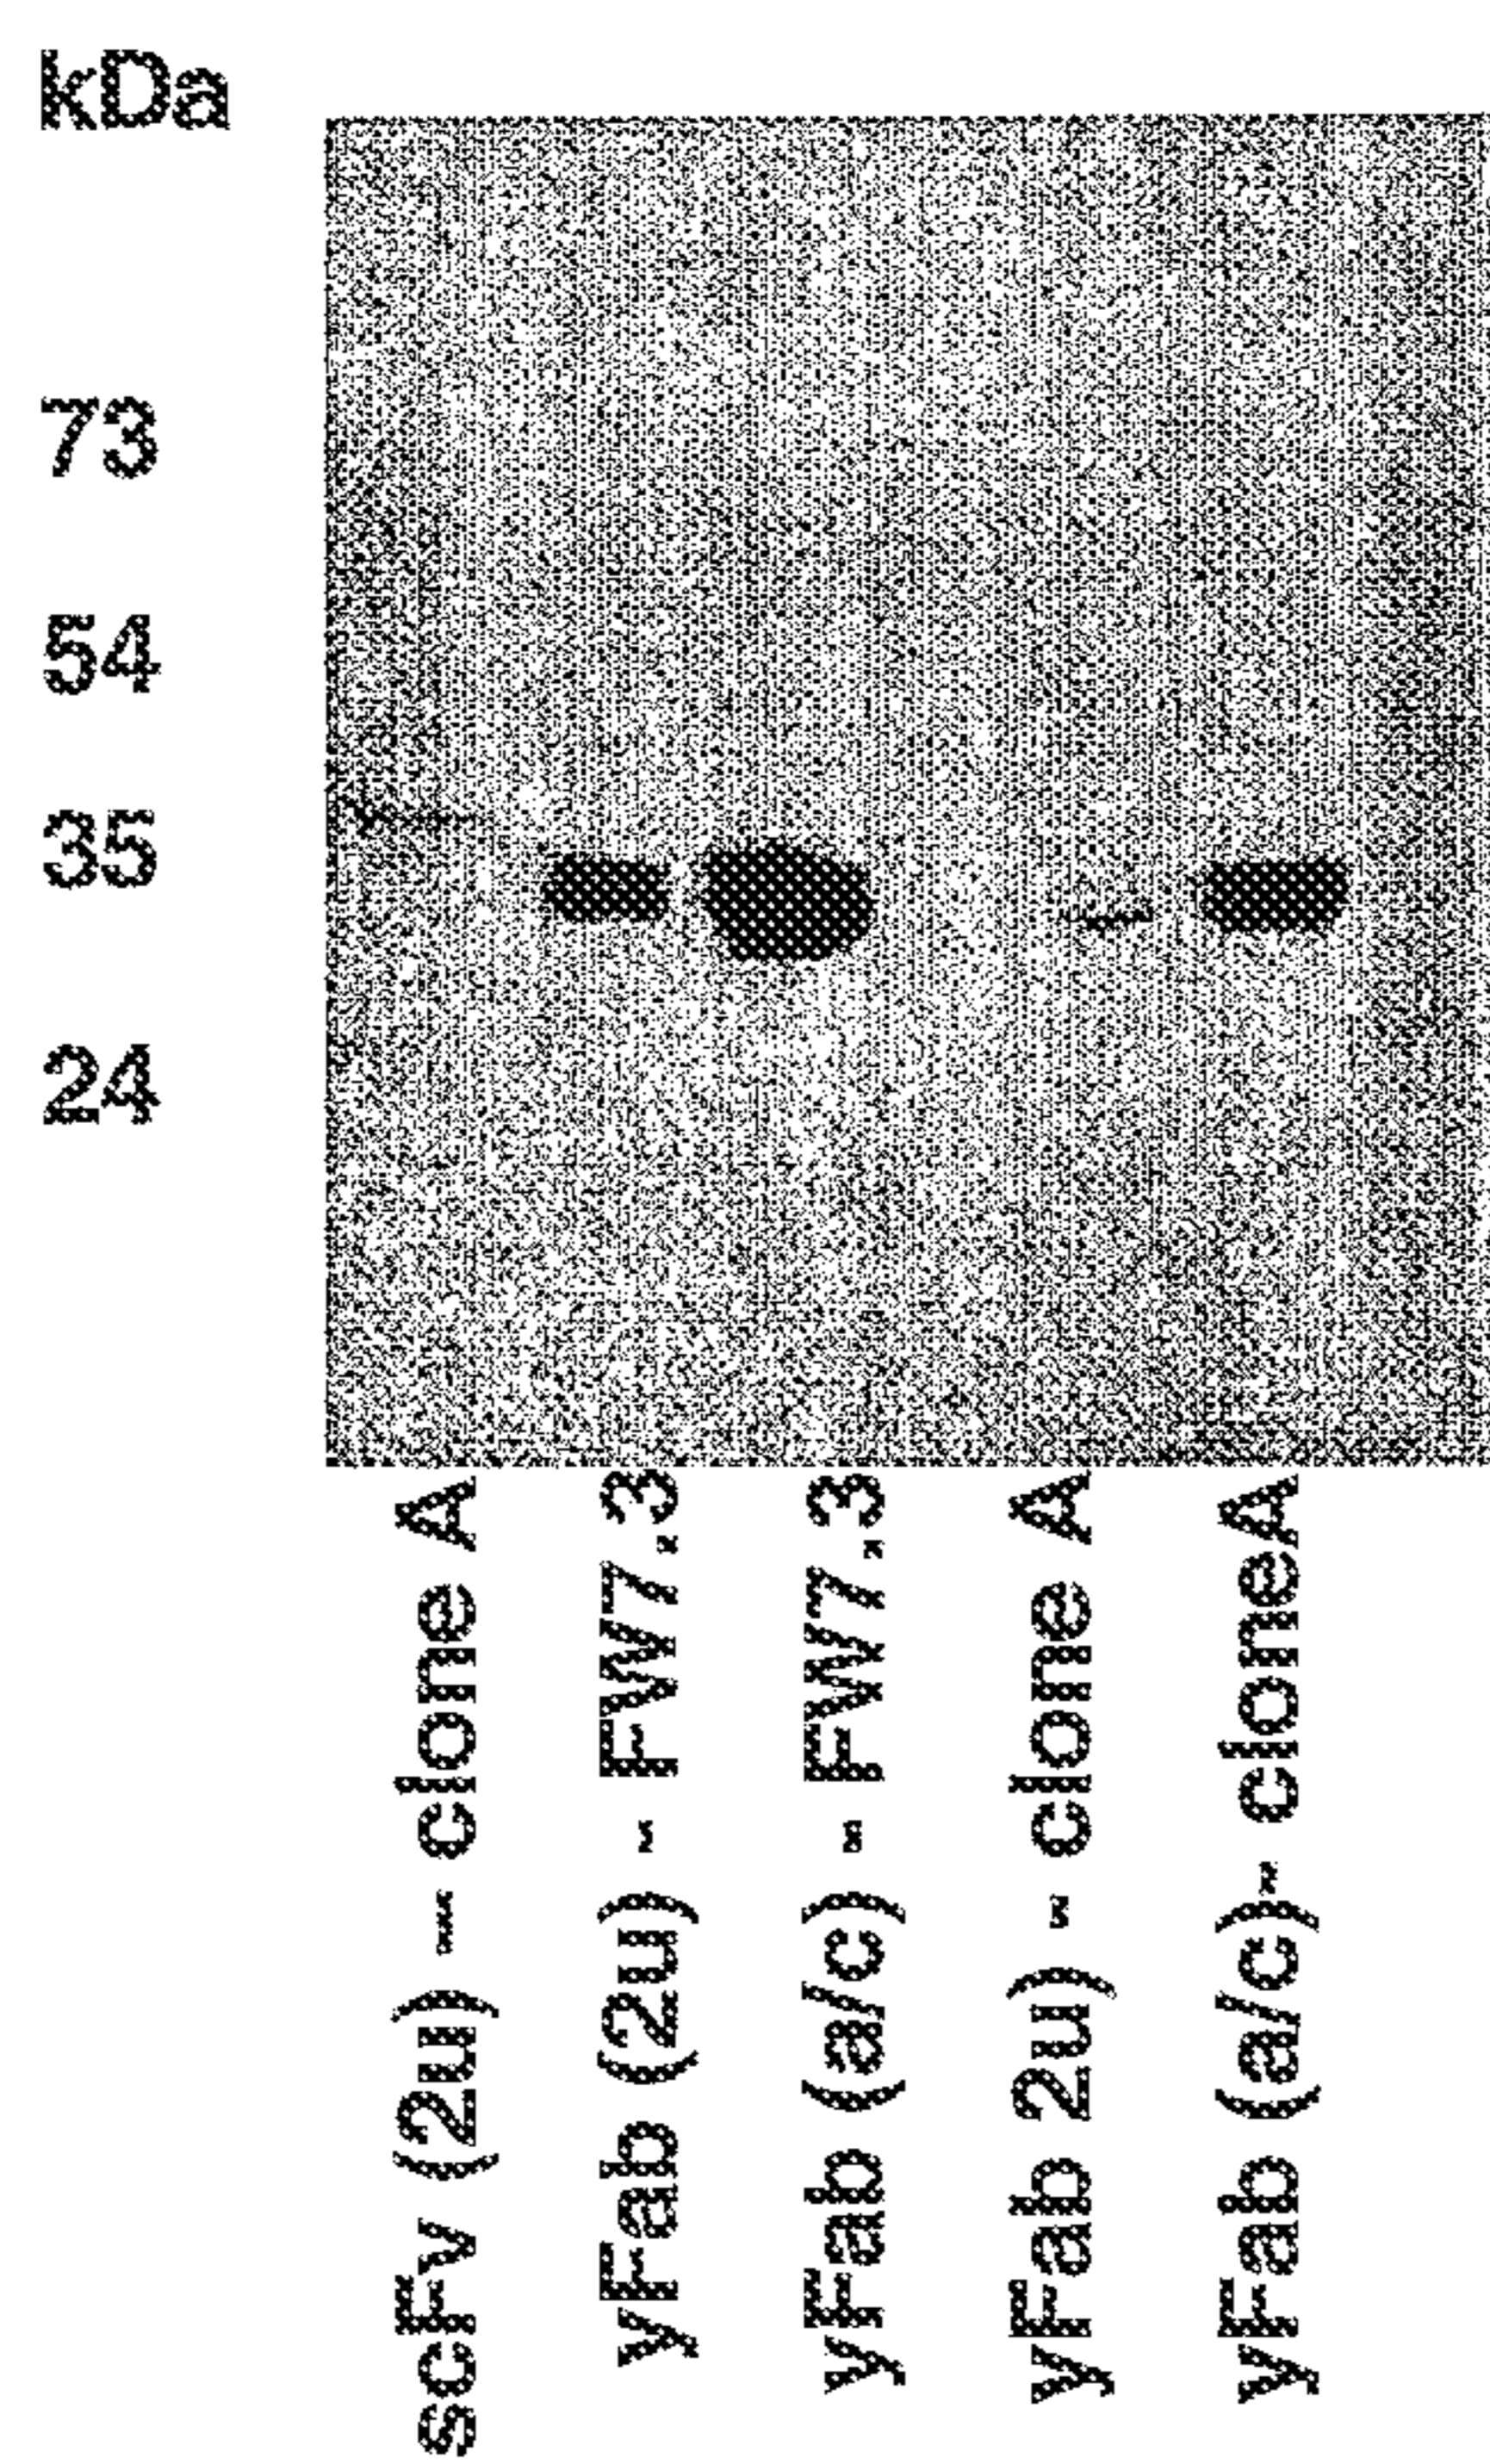 kDa
73
54
35
24
scFv (2u) – clone A
yFab (2u) - FW7.3
yFab (a/c) - FW7.3
yFab 2u) - clone A
yFab (a/c)- cloneA